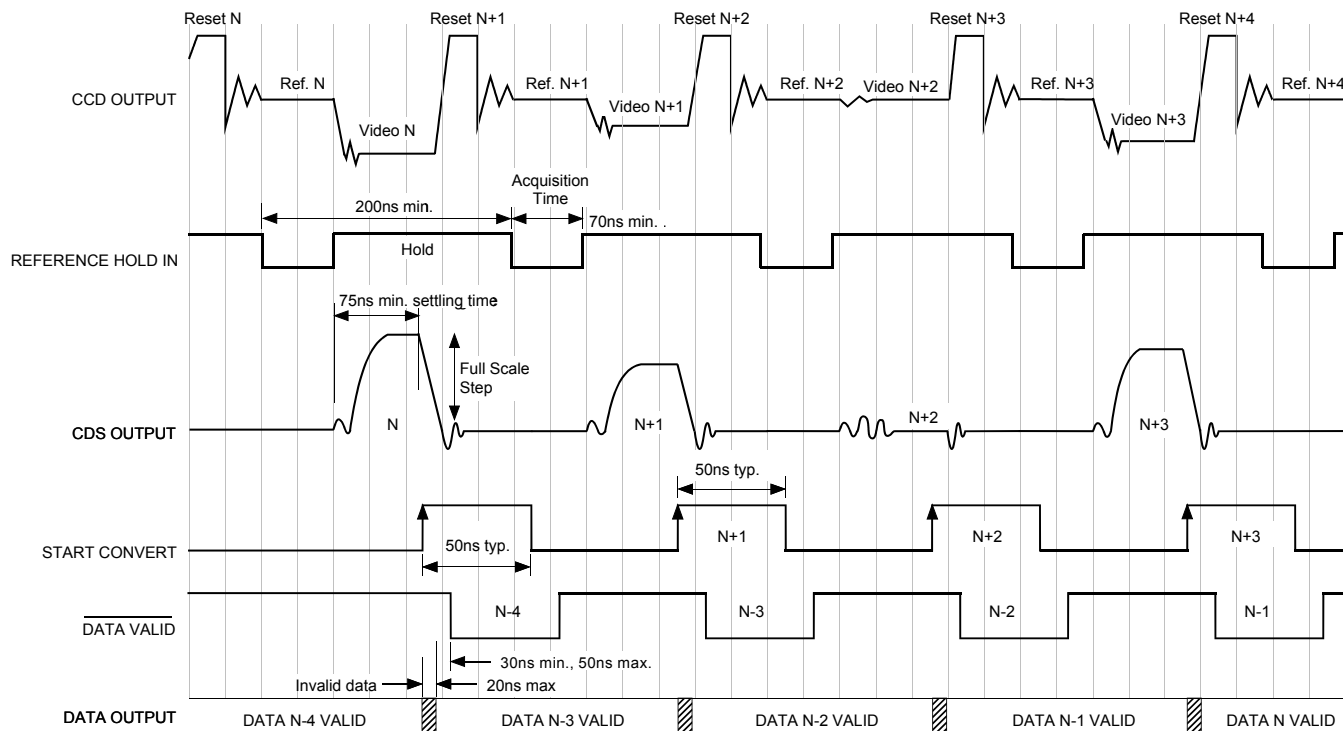 Reset N Reset N+1 Reset N+2 Reset N+3 Reset N+4
Ref. N Ref. N+1 Ref. N+2 Video N+2 Ref. N+3 Ref. N+4
CCD OUTPUT
Video N Video N+1 Video N+3
Acquisition
Time
200ns min. 70ns min. .
Hold
REFERENCE HOLD IN
75ns min. settling time
Full Scale
Step
N N+1 N+2 N+3
CDS OUTPUT
50ns typ.
N+1 N+2 N+3
START CONVERT
50ns typ.
N-4 N-3 N-2 N-1
DATA VALID
30ns min., 50ns max.
Invalid data 20ns max
DATA OUTPUT DATA N-4 VALID DATA N-3 VALID DATA N-2 VALID DATA N-1 VALID DATA N VALID